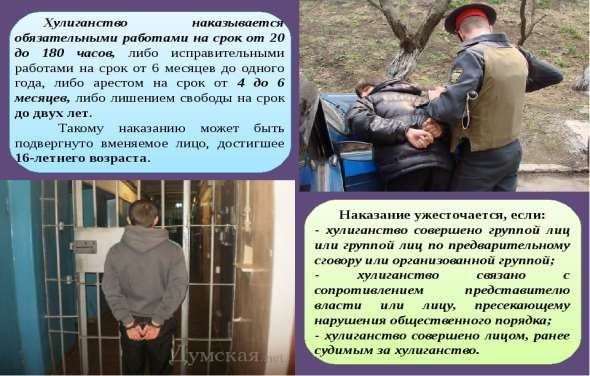 Хулиганство наказывается
обязательными работами на срок от 20
до 180 часов, либо исправительными
работами на срок от 6 месяцев до одного
года, либо арестом на срок от 4 до 6
месяцев, либо лишением свободы на срок
до двух лет.
Такому наказанию может быть
подвергнуто вменяемое лицо, достигшее
16-летнего возраста.
Думская.net
Наказание ужесточается, если:
- хулиганство совершено группой лиц
или группой лиц по предварительному
сговору или организованной группой;
- хулиганство связано с
сопротивлением представителю
власти или лицу, пресекающему
нарушения общественного порядка;
- хулиганство совершено лицом, ранее
судимым за хулиганство.